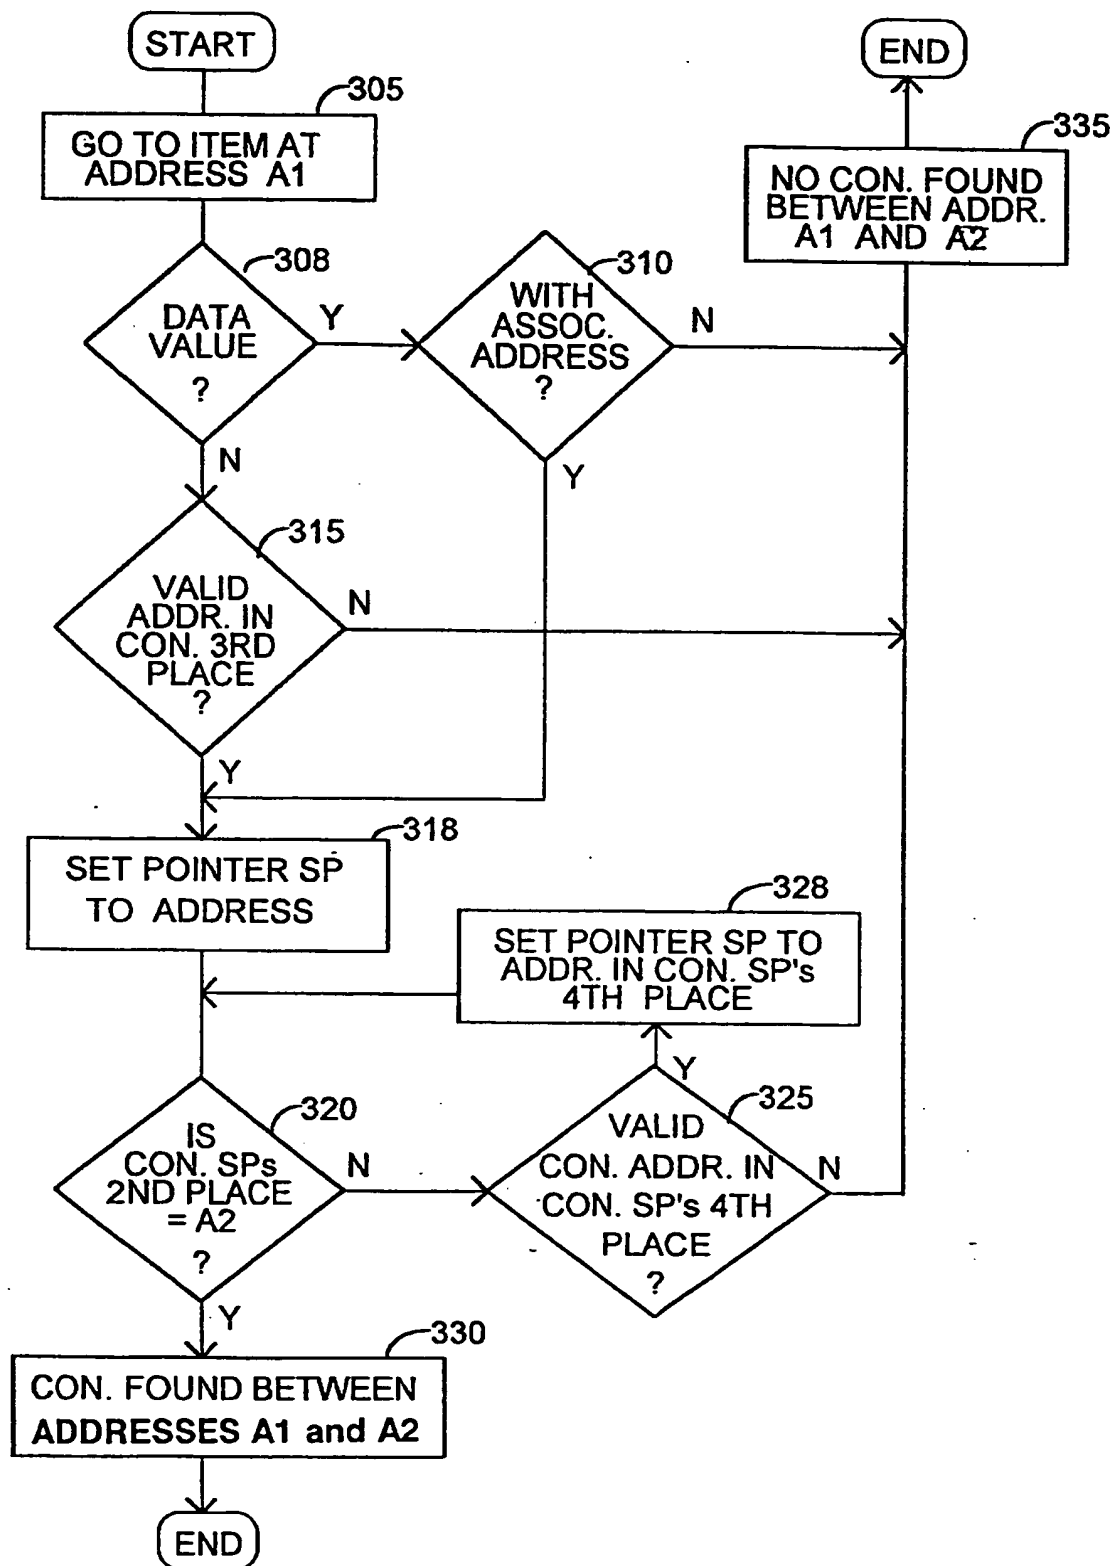 START
END
305
GO TO ITEM AT
ADDRESS A1
335
NO CON. FOUND
BETWEEN ADDR.
A1 AND A2
308
DATA
VALUE
?
Y
N
310
WITH
ASSOC.
ADDRESS
?
N
Y
315
VALID
ADDR. IN
CON. 3RD
PLACE
?
N
Y
318
SET POINTER SP
TO ADDRESS
328
SET POINTER SP TO
ADDR. IN CON. SP's
4TH PLACE
320
IS
CON. SPs
2ND PLACE
= A2
?
N
Y
325
Y
VALID
CON. ADDR. IN
CON. SP's 4TH
PLACE
?
N
330
CON. FOUND BETWEEN
ADDRESSES A1 and A2
END